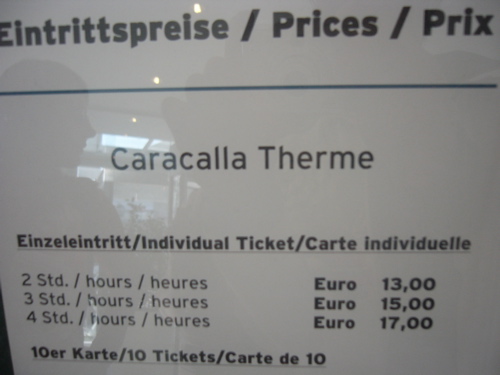 Eintrittspreise / Prices / Prix
Caracalla Therme
Einzeleintritt/Individual Ticket/Carte individuelle
2 Std. / hours / heures Euro 13,00
3 Std. / hours / heures Euro 15,00
4 Std. / hours / heures Euro 17,00
10er Karte/10 Tickets/Carte de 10